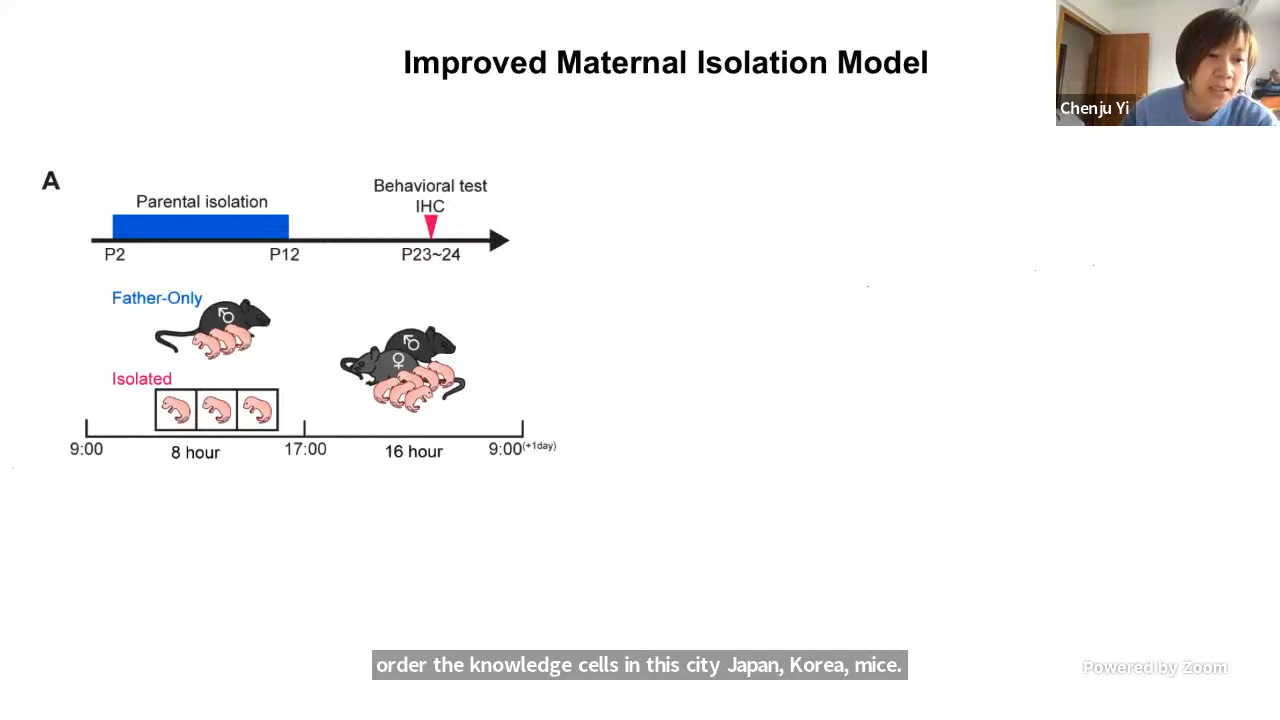 Improved Maternal Isolation Model
Chenju Yi
A
Parental isolation
Behavioral test
IHC
P2
P12
P23~24
Father-Only
♂
♂
♀
Isolated
9:00
8 hour
17:00
16 hour
9:00(+1day)
order the knowledge cells in this city Japan, Korea, mice.
Powered by Zoom